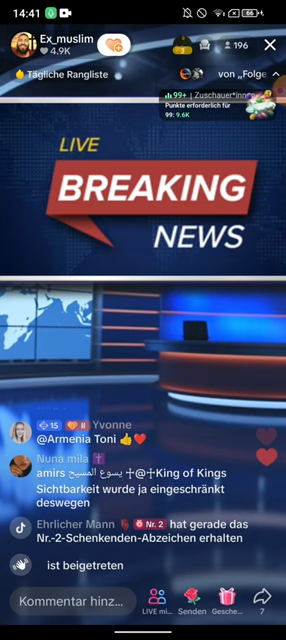 14:41
66
Ex_muslim
4.9K
196
Tägliche Rangliste
von „Folge
99+ | Zuschauer*inne
Punkte erforderlich für
99: 9.6K
LIVE
BREAKING
NEWS
15 II Yvonne
@Armenia Toni 👍❤️
Nuna mila ✝️
amirs يسوع المسيح ☩@☩King of Kings
Sichtbarkeit wurde ja eingeschränkt
deswegen
Ehrlicher Mann Nr. 2 hat gerade das
Nr.-2-Schenkenden-Abzeichen erhalten
ist beigetreten
Kommentar hinz...
LIVE mi...
Senden
Gesche...
7